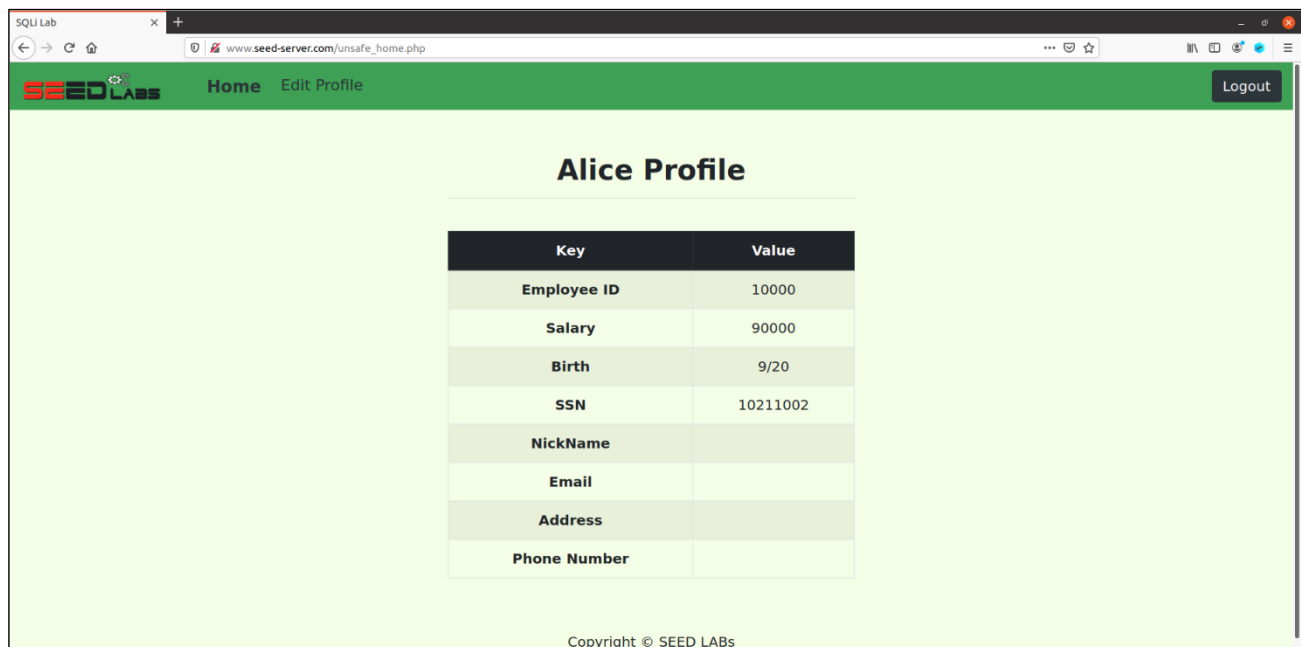 SQLi Lab
www.seed-server.com/unsafe_home.php
SEED LABS Home Edit Profile Logout
Alice Profile
Key Value
Employee ID 10000
Salary 90000
Birth 9/20
SSN 10211002
NickName
Email
Address
Phone Number
Copyright © SEED LABs